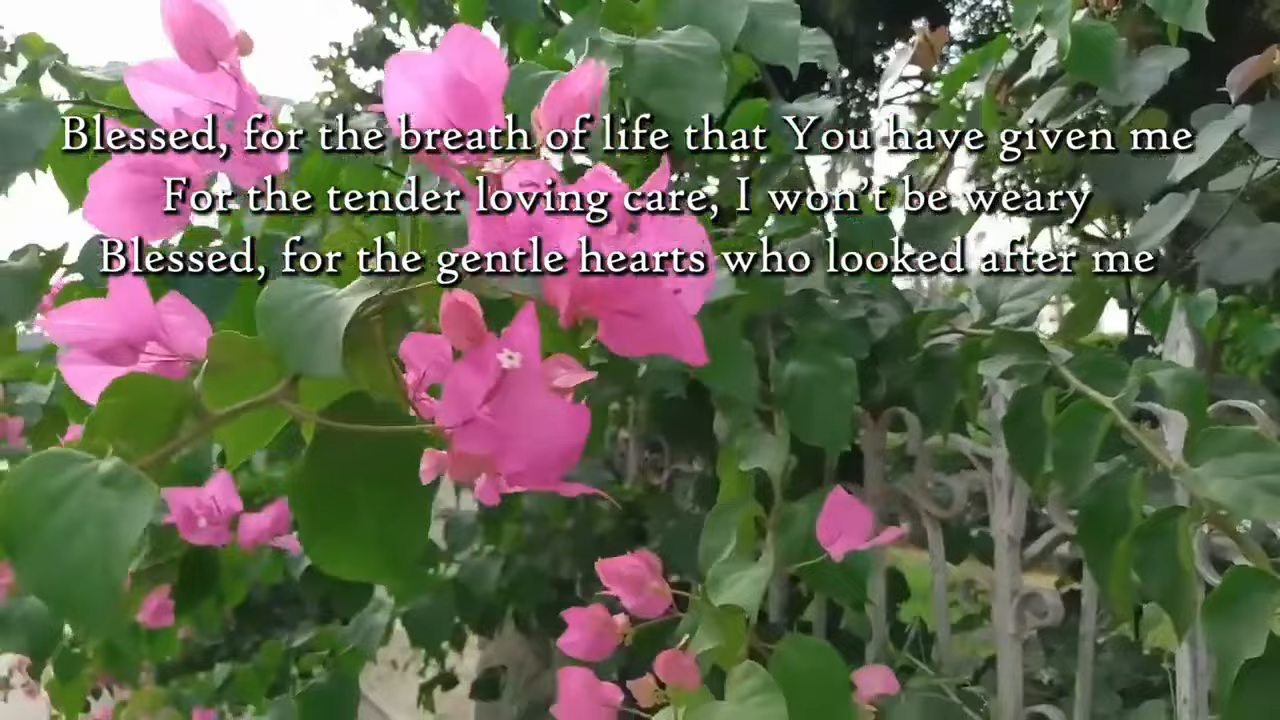 Blessed, for the breath of life that You have given me
For the tender loving care, I won't be weary
Blessed, for the gentle hearts who looked after me